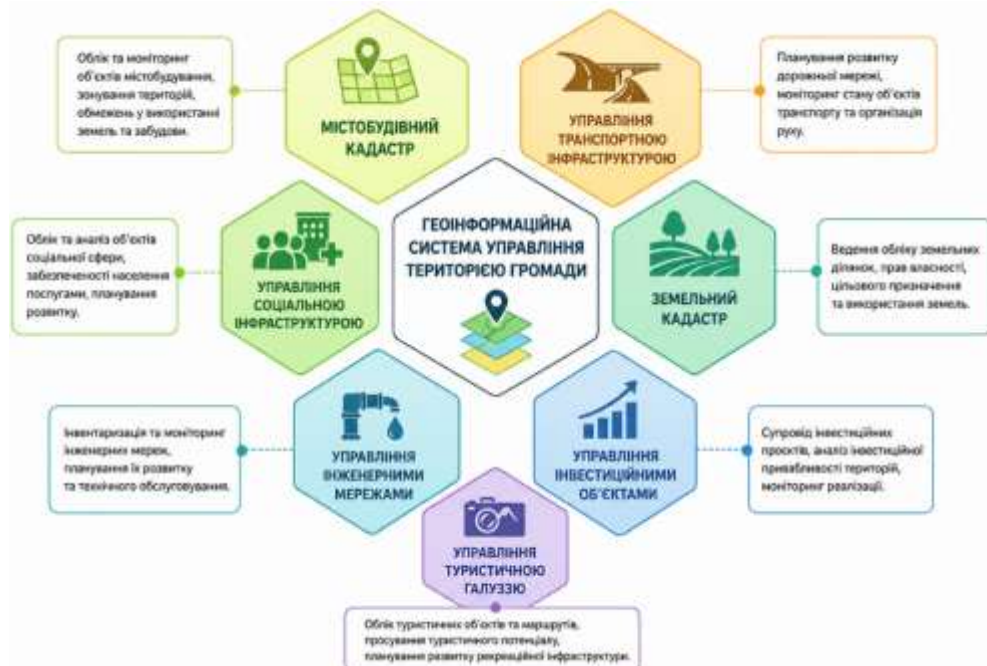 Облік та моніторинг
об'єктів містобудування,
зонування територій,
обмежень у використанні
земель та забудови.
МІСТОБУДІВНИЙ
КАДАСТР
УПРАВЛІННЯ
ТРАНСПОРТНОЮ
ІНФРАСТРУКТУРОЮ
Планування розвитку
дорожньої мережі,
моніторинг стану об'єктів
транспорту та організація
руху.
Облік та аналіз об'єктів
соціальної сфери,
забезпеченості населення
послугами, планування
розвитку.
УПРАВЛІННЯ
СОЦІАЛЬНОЮ
ІНФРАСТРУКТУРОЮ
ГЕОІНФОРМАЦІЙНА
СИСТЕМА УПРАВЛІННЯ
ТЕРИТОРІЄЮ ГРОМАДИ
ЗЕМЕЛЬНИЙ
КАДАСТР
Ведення обліку земельних
ділянок, прав власності,
цільового призначення
та використання земель.
Інвентаризація та моніторинг
інженерних мереж,
планування їх розвитку
та технічного обслуговування.
УПРАВЛІННЯ
ІНЖЕНЕРНИМИ
МЕРЕЖАМИ
УПРАВЛІННЯ
ІНВЕСТИЦІЙНИМИ
ОБ'ЄКТАМИ
Супровід інвестиційних
проєктів, аналіз інвестиційної
привабливості територій,
моніторинг реалізації.
УПРАВЛІННЯ
ТУРИСТИЧНОЮ
ГАЛУЗЗЮ
Облік туристичних об'єктів та маршрутів,
просування туристичного потенціалу,
планування розвитку рекреаційної інфраструктури.